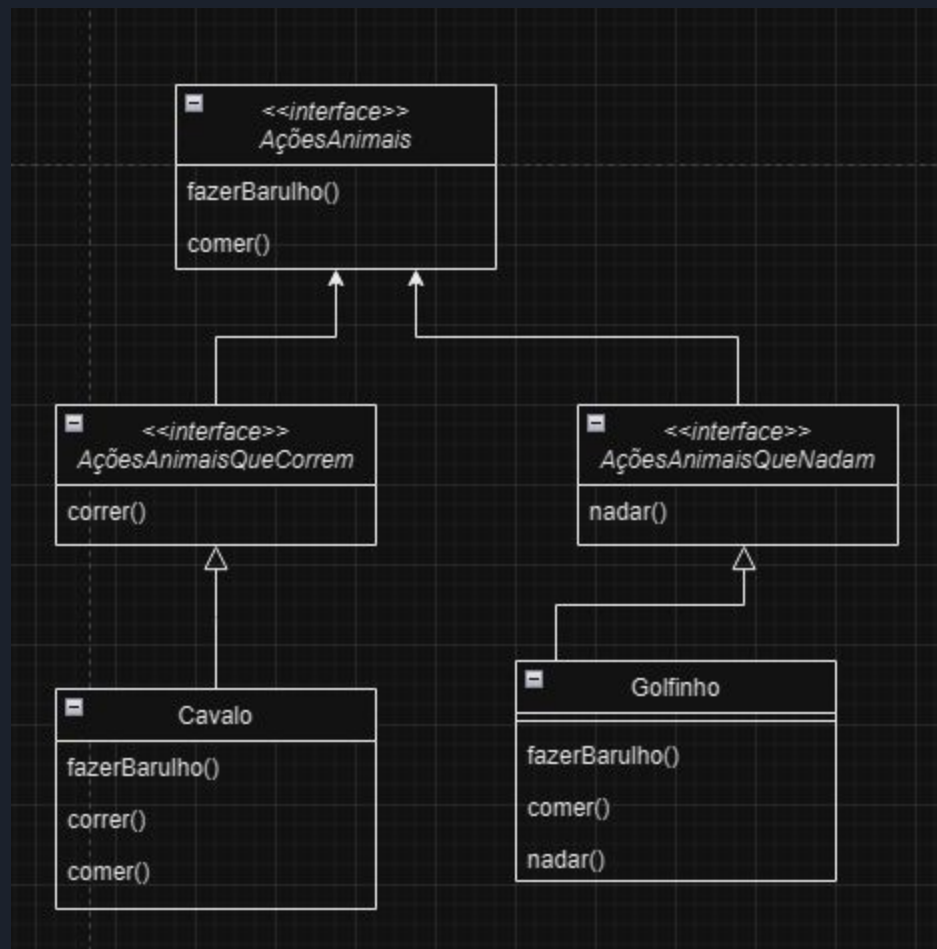 <<interface>>
AçõesAnimais
fazerBarulho()
comer()
<<interface>>
AçõesAnimaisQueCorrem
correr()
<<interface>>
AçõesAnimaisQueNadam
nadar()
Cavalo
fazerBarulho()
correr()
comer()
Golfinho
fazerBarulho()
comer()
nadar()